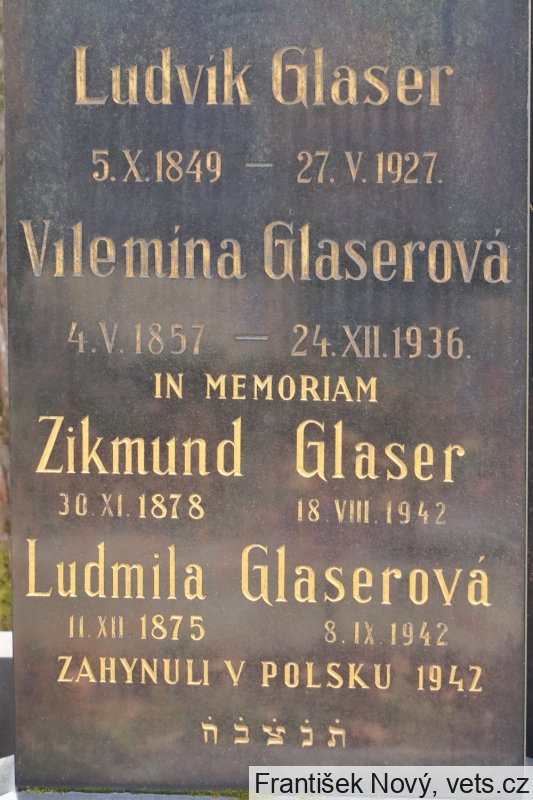 Ludvík Glaser
5. X. 1849 — 27. V. 1927.
Vilemína Glaserová
4. V. 1857 — 24. XII. 1936.
IN MEMORIAM
Zikmund Glaser
30. XI. 1878 18. VIII. 1942
Ludmila Glaserová
11. XII. 1875 8. IX. 1942
ZAHYNULI V POLSKU 1942
ת נ צ ב ה
František Nový, vets.cz